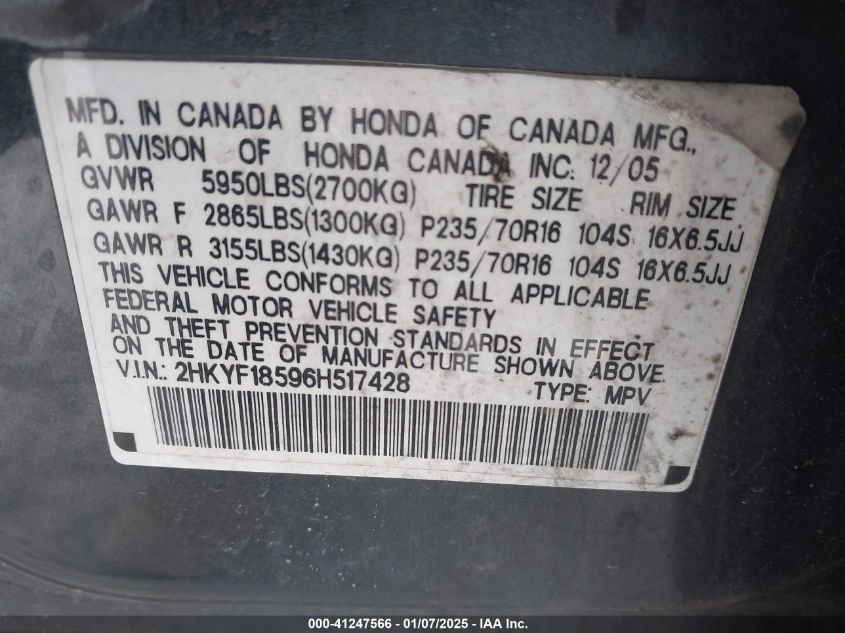 MFD. IN CANADA BY HONDA OF CANADA MFG.,
A DIVISION OF HONDA CANADA INC. 12/05
GVWR 5950LBS(2700KG) TIRE SIZE RIM SIZE
GAWR F 2865LBS(1300KG) P235/70R16 104S 16X6.5JJ
GAWR R 3155LBS(1430KG) P235/70R16 104S 16X6.5JJ
THIS VEHICLE CONFORMS TO ALL APPLICABLE
FEDERAL MOTOR VEHICLE SAFETY
AND THEFT PREVENTION STANDARDS IN EFFECT
ON THE DATE OF MANUFACTURE SHOWN ABOVE.
V.I.N.: 2HKYF18596H517428 TYPE: MPV
000-41247566 - 01/07/2025 - IAA Inc.